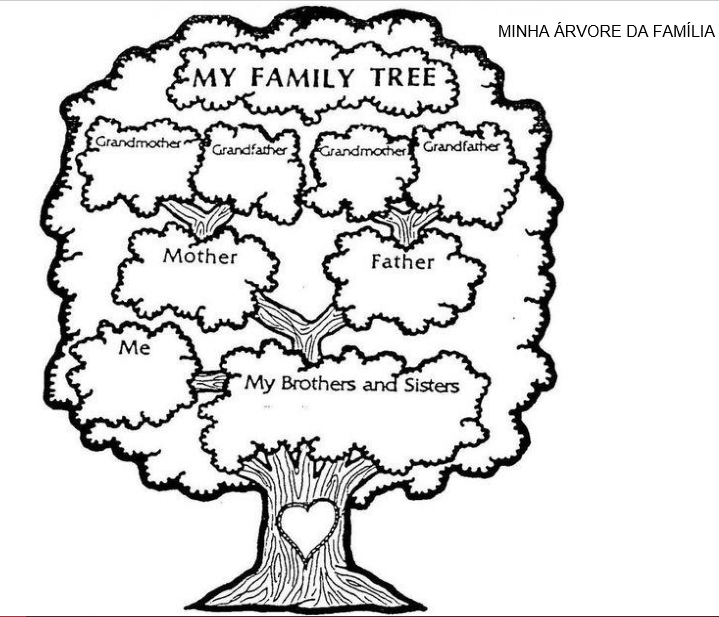 MINHA ÁRVORE DA FAMÍLIA
MY FAMILY TREE
Grandmother
Grandfather
Grandmother
Grandfather
Mother
Father
Me
My Brothers and Sisters